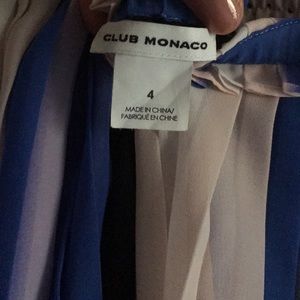 CLUB MONACO
4
MADE IN CHINA/
FABRIQUÉ EN CHINE